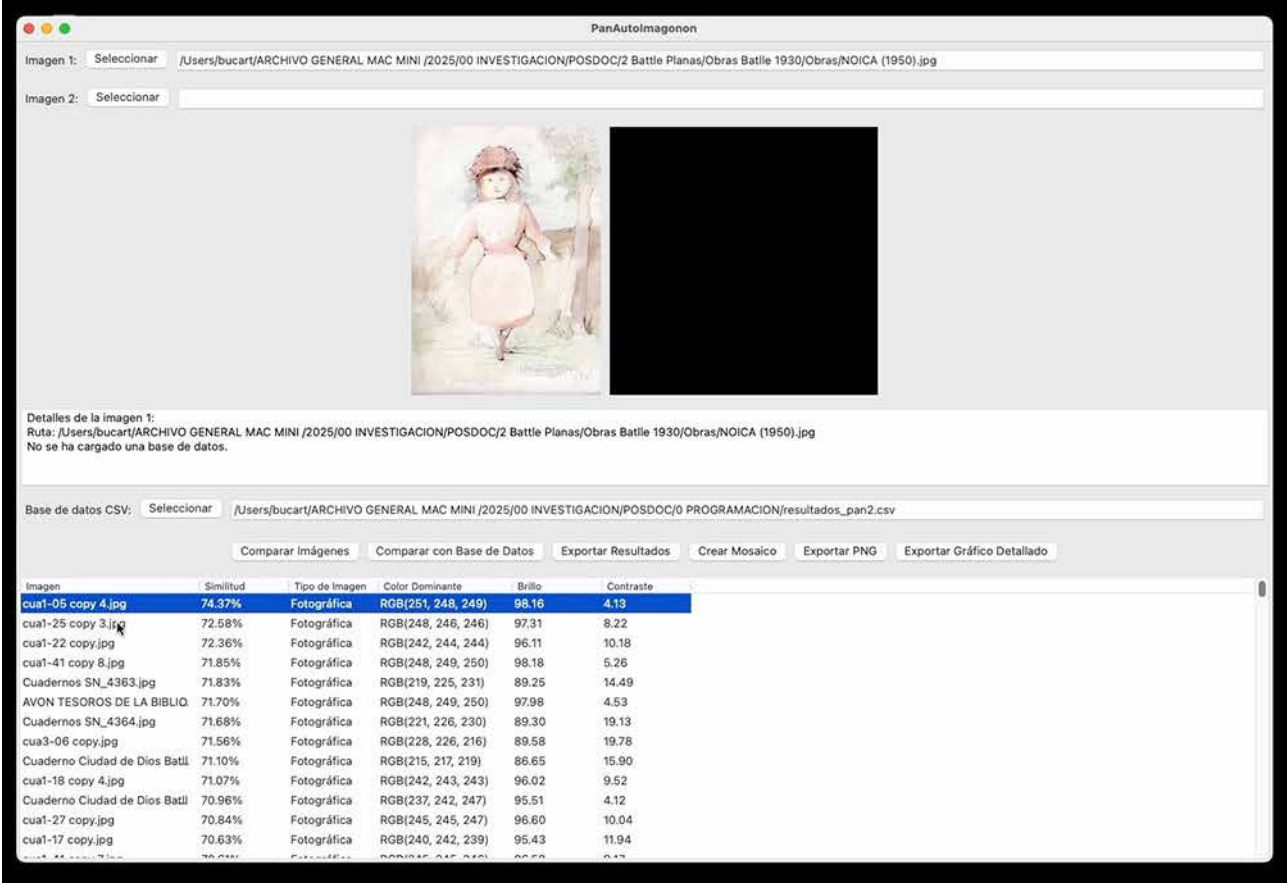 PanAutoImagonon
Imagen 1: Seleccionar /Users/bucart/ARCHIVO GENERAL MAC MINI /2025/00 INVESTIGACION/POSDOC/2 Battle Planas/Obras Batlle 1930/Obras/NOICA (1950).jpg
Imagen 2: Seleccionar
Detalles de la imagen 1:
Ruta: /Users/bucart/ARCHIVO GENERAL MAC MINI /2025/00 INVESTIGACION/POSDOC/2 Battle Planas/Obras Batlle 1930/Obras/NOICA (1950).jpg
No se ha cargado una base de datos.
Base de datos CSV: Seleccionar /Users/bucart/ARCHIVO GENERAL MAC MINI /2025/00 INVESTIGACION/POSDOC/0 PROGRAMACION/resultados_pan2.csv
Comparar Imágenes Comparar con Base de Datos Exportar Resultados Crear Mosaico Exportar PNG Exportar Gráfico Detallado
Imagen Similitud Tipo de Imagen Color Dominante Brillo Contraste
cua1-05 copy 4.jpg 74.37% Fotográfica RGB(251, 248, 249) 98.16 4.13
cua1-25 copy 3.jpg 72.58% Fotográfica RGB(248, 246, 246) 97.31 8.22
cua1-22 copy.jpg 72.36% Fotográfica RGB(242, 244, 244) 96.11 10.18
cua1-41 copy 8.jpg 71.85% Fotográfica RGB(248, 249, 250) 98.18 5.26
Cuadernos SN_4363.jpg 71.83% Fotográfica RGB(219, 225, 231) 89.25 14.49
AVON TESOROS DE LA BIBLIO. 71.70% Fotográfica RGB(248, 249, 250) 97.98 4.53
Cuadernos SN_4364.jpg 71.68% Fotográfica RGB(221, 226, 230) 89.30 19.13
cua3-06 copy.jpg 71.56% Fotográfica RGB(228, 226, 216) 89.58 19.78
Cuaderno Ciudad de Dios Batll 71.10% Fotográfica RGB(215, 217, 219) 86.65 15.90
cua1-18 copy 4.jpg 71.07% Fotográfica RGB(242, 243, 243) 96.02 9.52
Cuaderno Ciudad de Dios Batll 70.96% Fotográfica RGB(237, 242, 247) 95.51 4.12
cua1-27 copy.jpg 70.84% Fotográfica RGB(245, 245, 247) 96.60 10.04
cua1-17 copy.jpg 70.63% Fotográfica RGB(240, 242, 239) 95.43 11.94